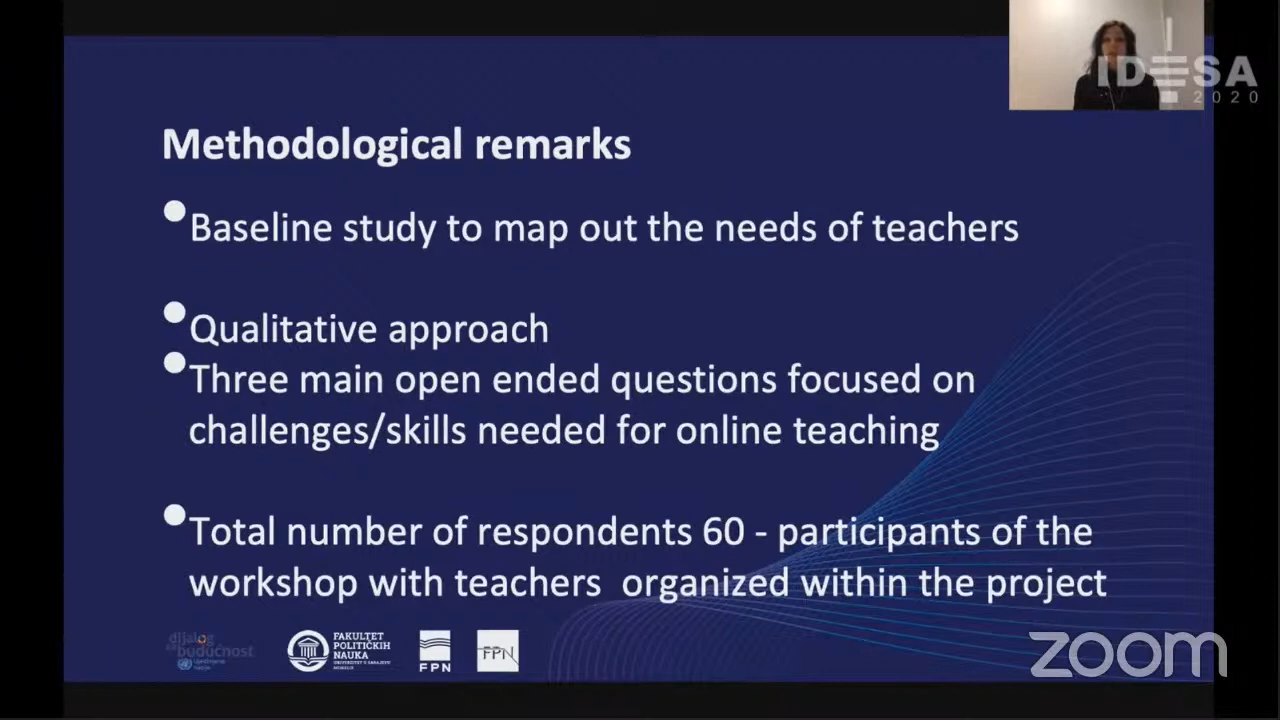 IDESA
2020
Methodological remarks
Baseline study to map out the needs of teachers
Qualitative approach
Three main open ended questions focused on
challenges/skills needed for online teaching
Total number of respondents 60 - participants of the
workshop with teachers organized within the project
dijalog
za
budućnost
FAKULTET
POLITIČKIH
NAUKA
FPN
FPN
zoom